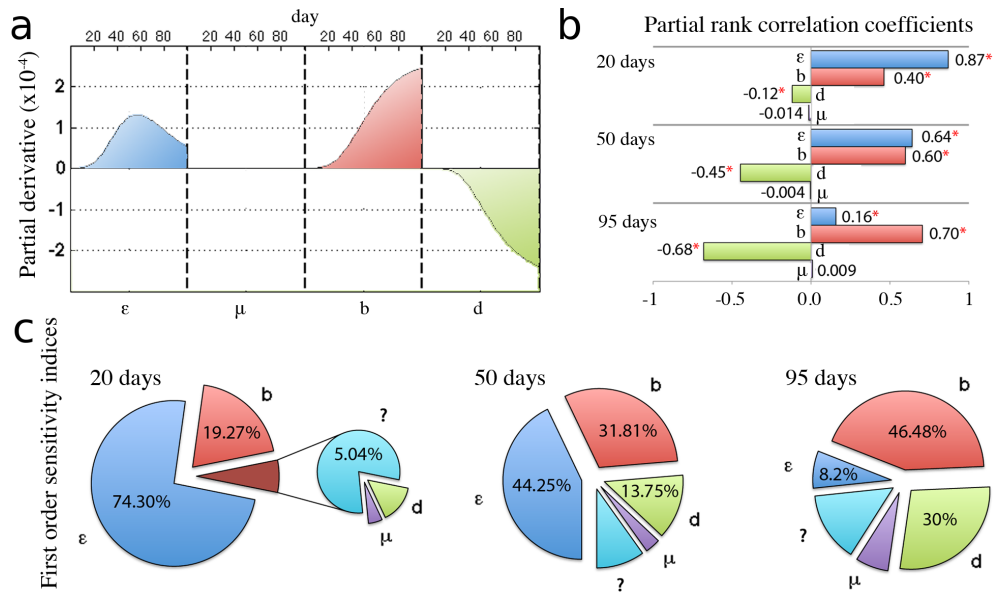 a
day
20 40 60 80 20 40 60 80 20 40 60 80 20 40 60 80
Partial derivative (x10⁻⁴)
2
1
0
-1
-2
ε μ b d
b
Partial rank correlation coefficients
20 days
ε 0.87*
b 0.40*
-0.12* d
-0.014 μ
50 days
ε 0.64*
b 0.60*
-0.45* d
-0.004 μ
95 days
ε 0.16*
b 0.70*
-0.68* d
μ 0.009
-1 -0.5 0.0 0.5 1
c
First order sensitivity indices
20 days
b
19.27%
74.30%
ε
?
5.04%
d
μ
50 days
b
31.81%
44.25%
ε
13.75%
d
μ
?
95 days
b
46.48%
ε
8.2%
30%
?
μ
d